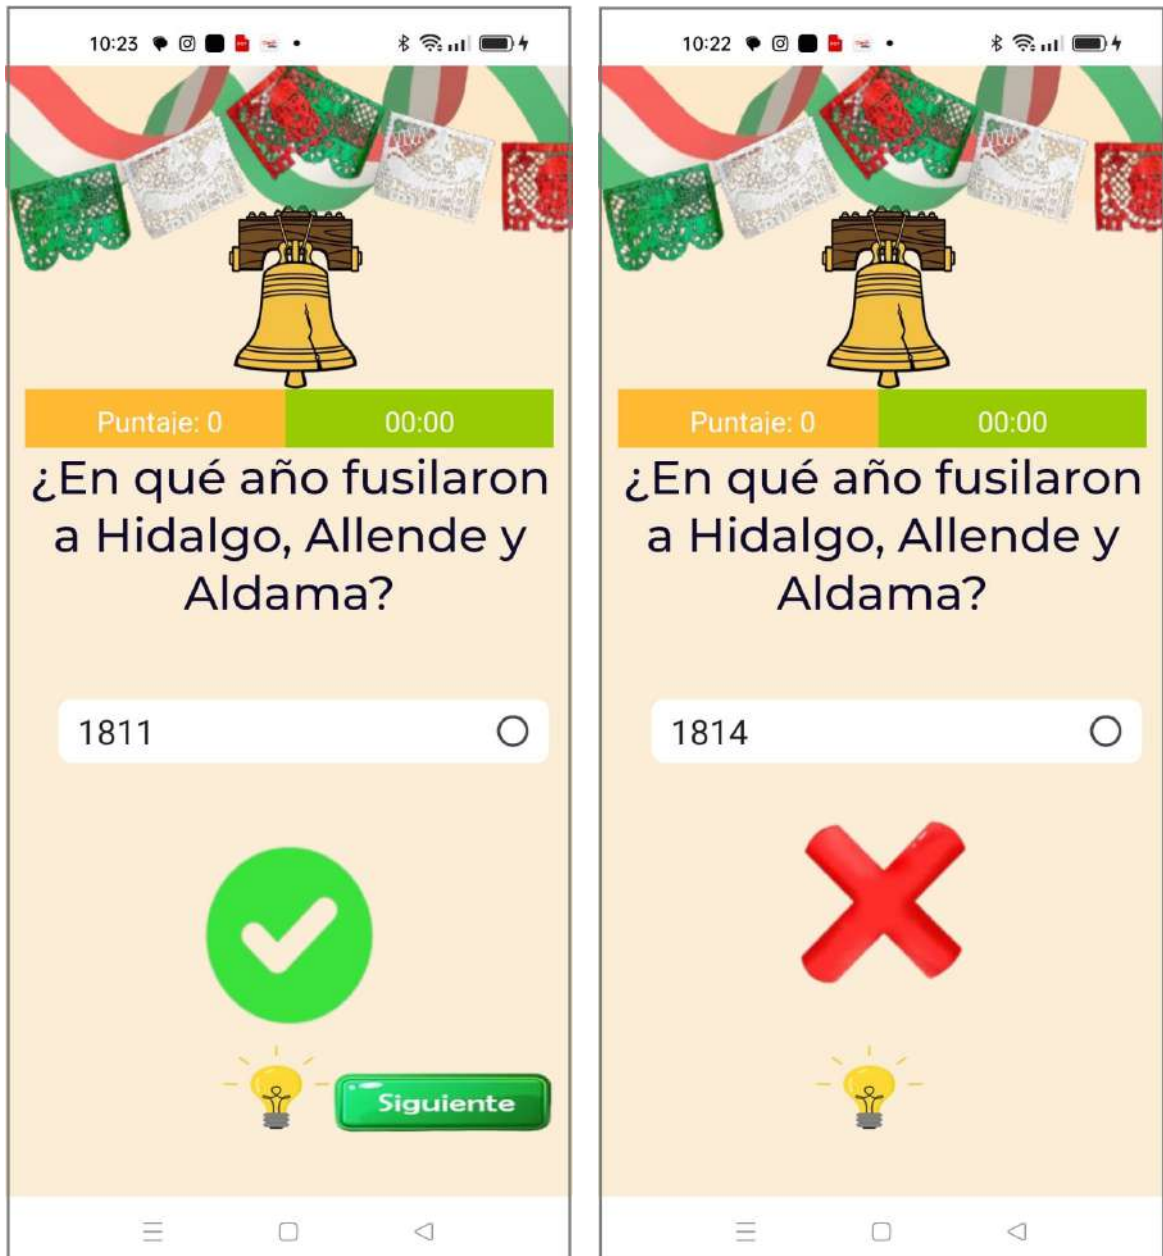 10:23
Puntaje: 0
00:00
¿En qué año fusilaron
a Hidalgo, Allende y
Aldama?
1811
Siguiente
10:22
Puntaje: 0
00:00
¿En qué año fusilaron
a Hidalgo, Allende y
Aldama?
1814